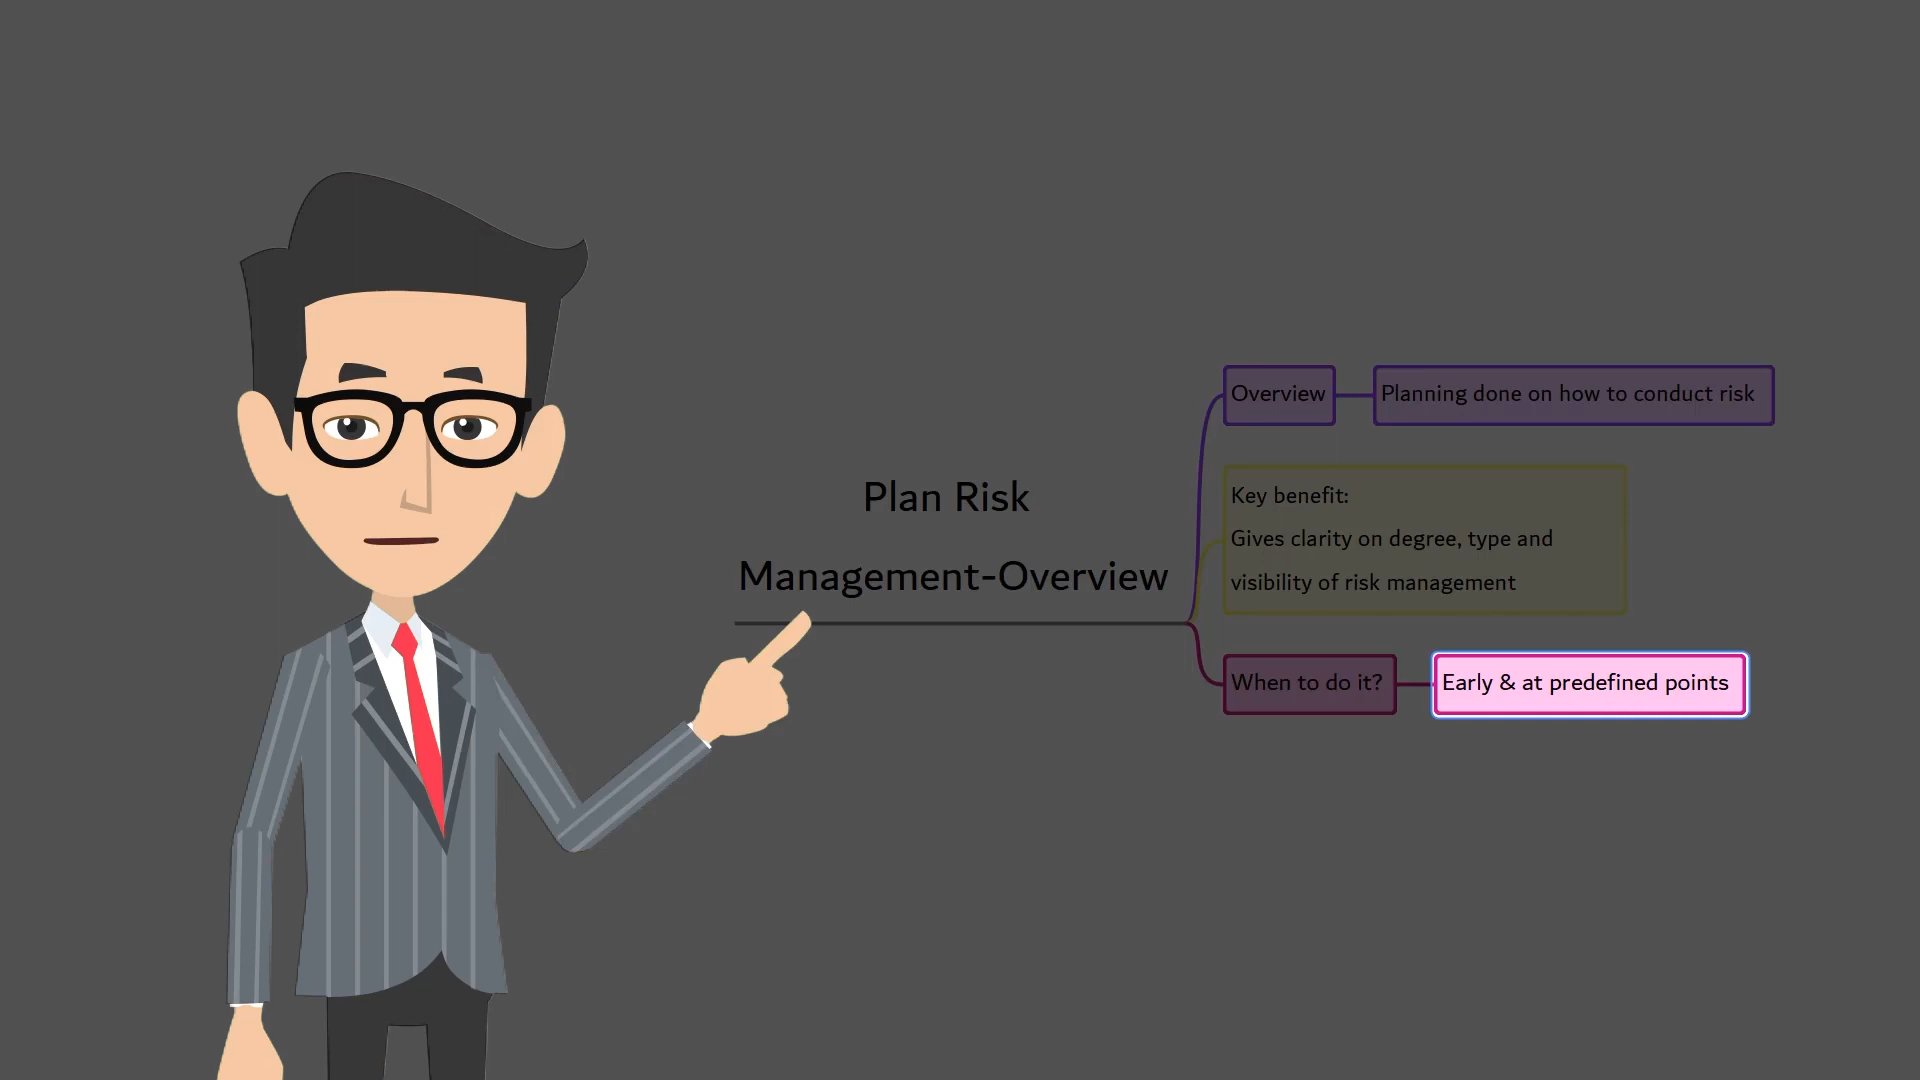 Plan Risk
Management-Overview
Overview
Planning done on how to conduct risk
Key benefit:
Gives clarity on degree, type and
visibility of risk management
When to do it?
Early & at predefined points